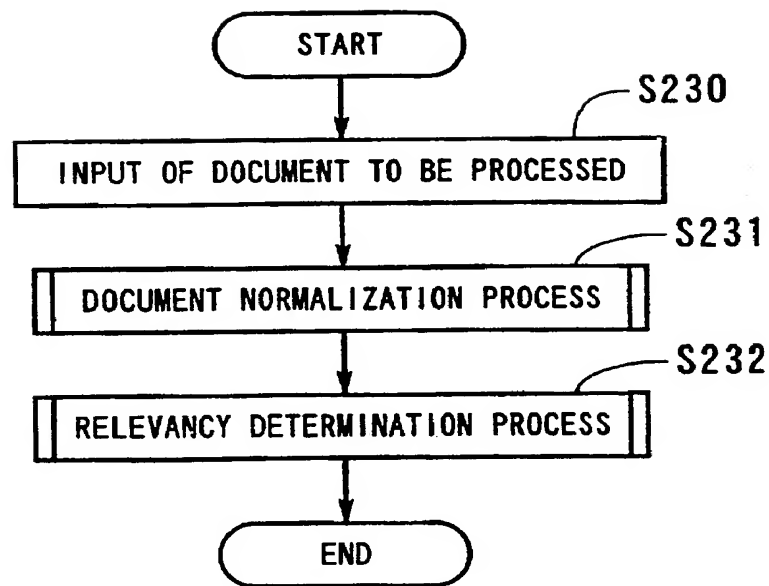 START
S230
INPUT OF DOCUMENT TO BE PROCESSED
S231
DOCUMENT NORMALIZATION PROCESS
S232
RELEVANCY DETERMINATION PROCESS
END